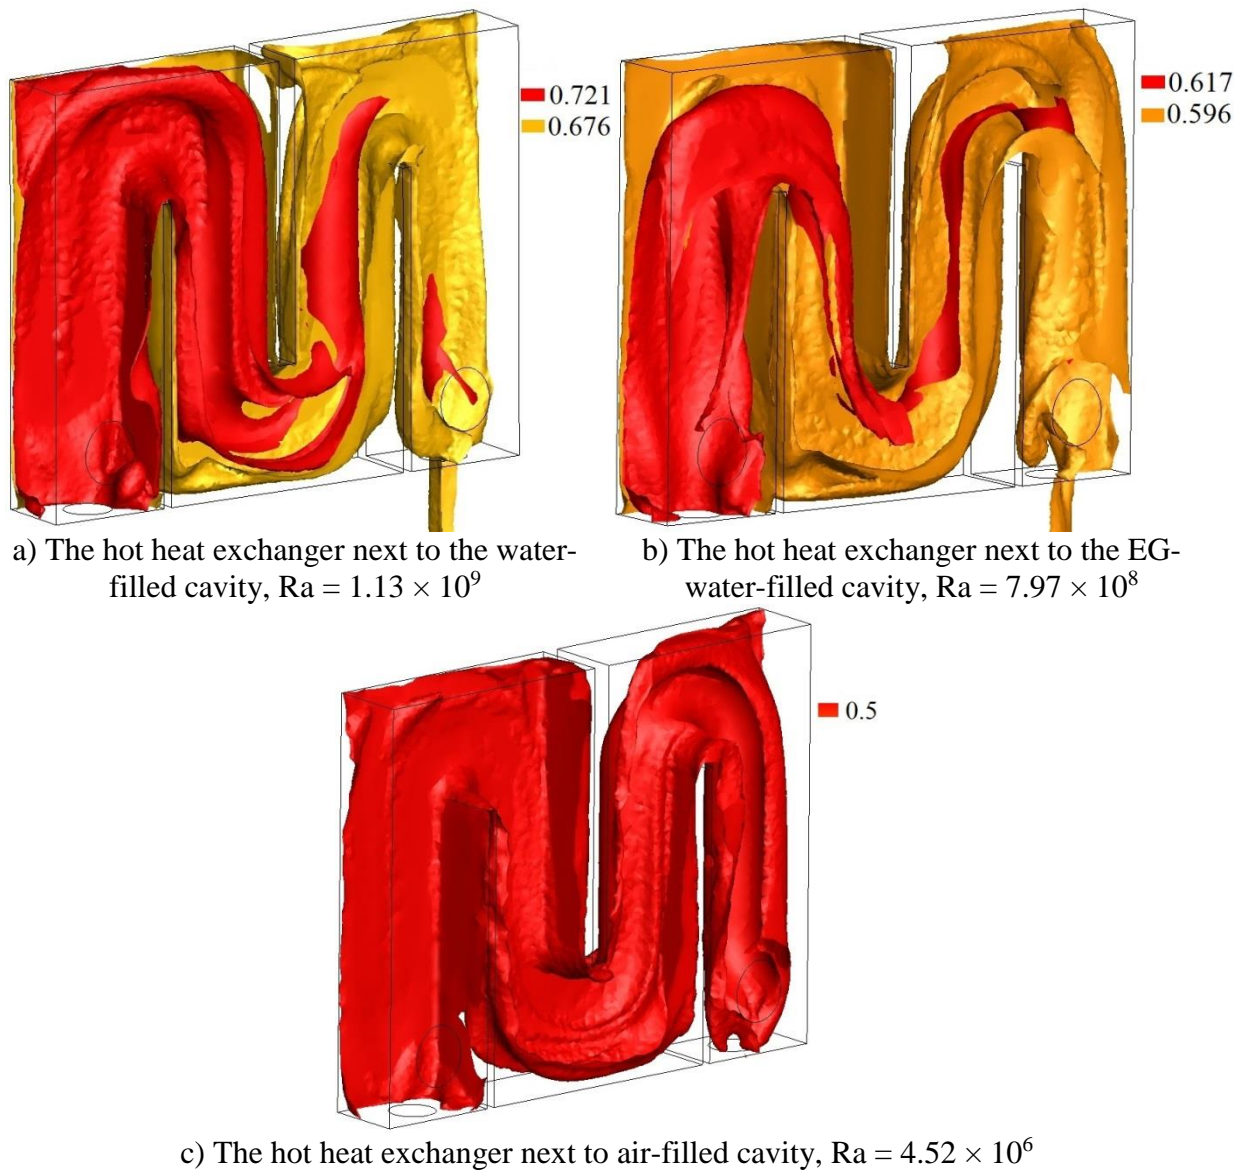 0.721
0.676
0.617
0.596
a) The hot heat exchanger next to the water-
filled cavity, Ra = 1.13 × 10⁹
b) The hot heat exchanger next to the EG-
water-filled cavity, Ra = 7.97 × 10⁸
0.5
c) The hot heat exchanger next to air-filled cavity, Ra = 4.52 × 10⁶